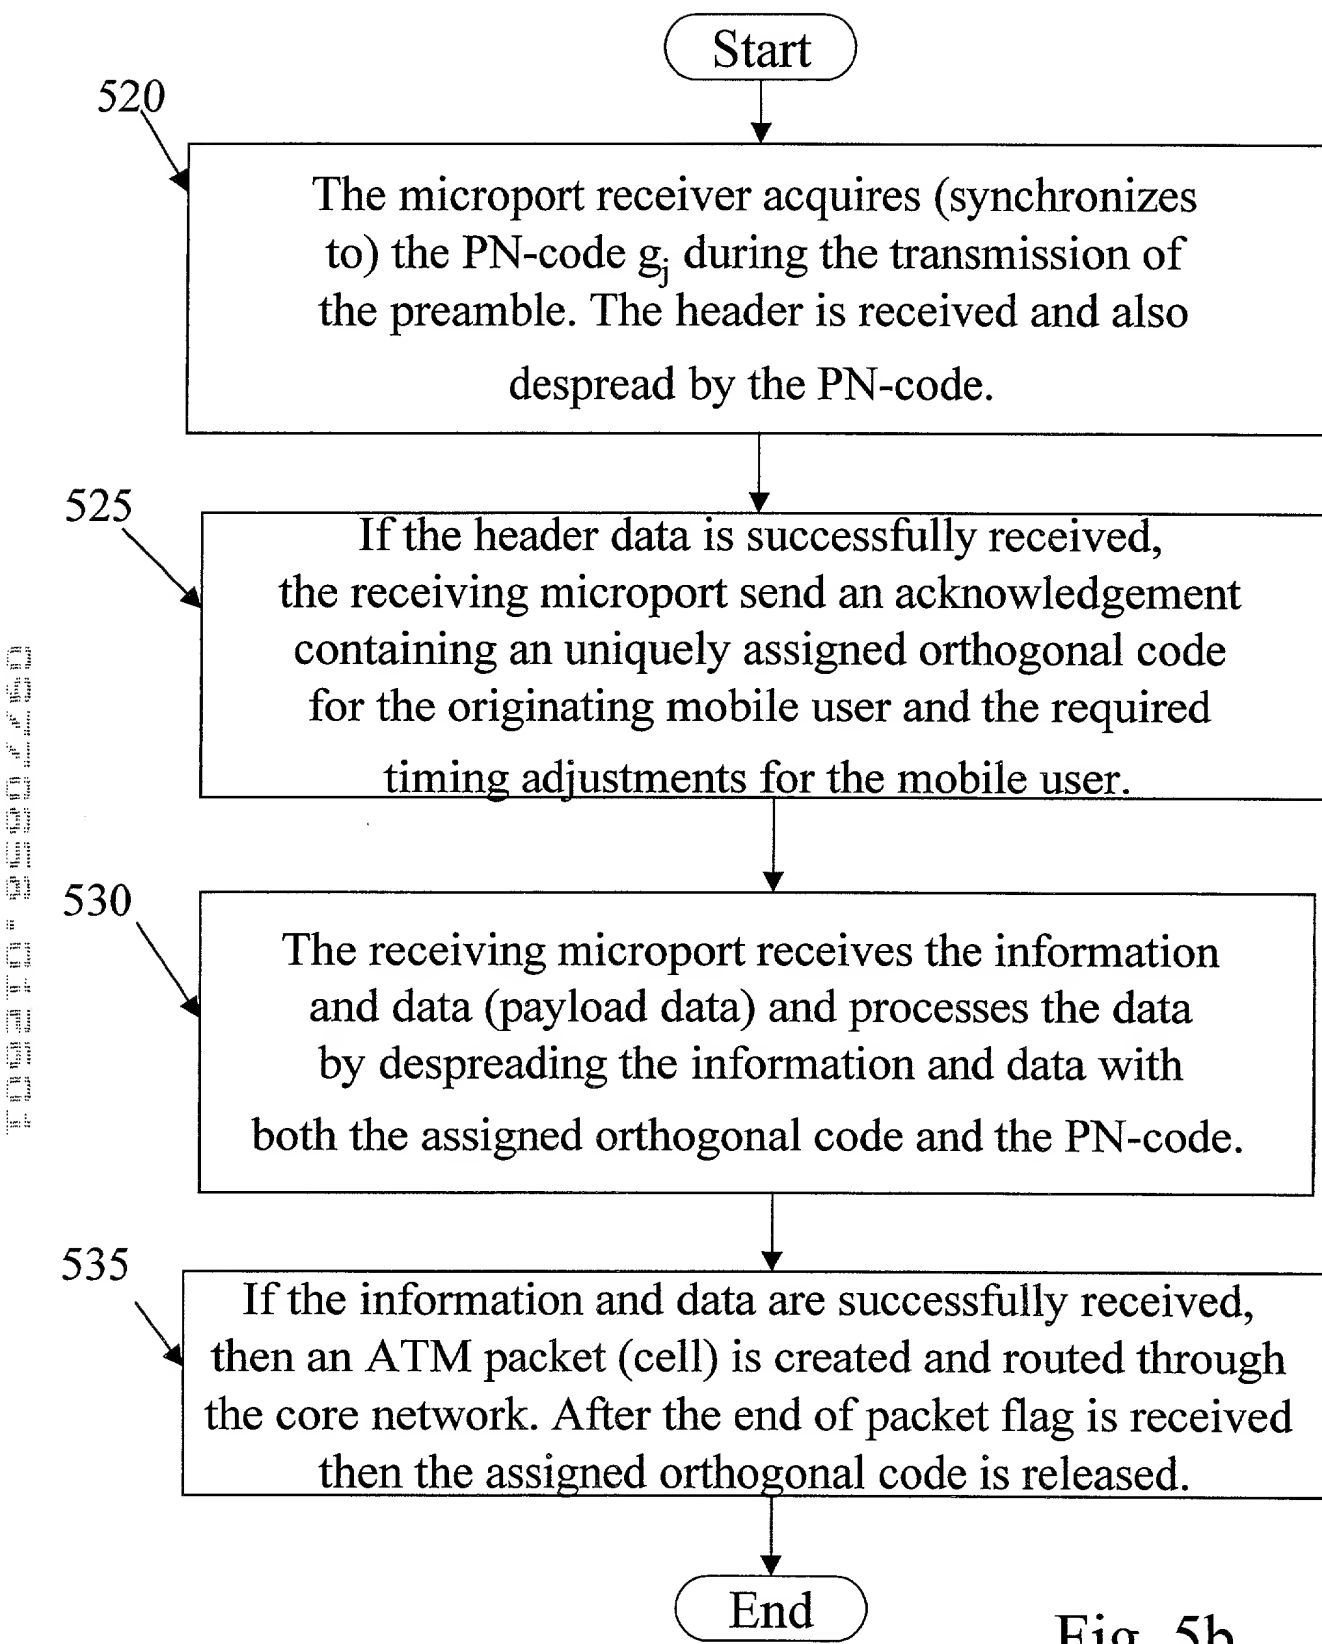 Start
520
The microport receiver acquires (synchronizes
to) the PN-code gj during the transmission of
the preamble. The header is received and also
despread by the PN-code.
525
If the header data is successfully received,
the receiving microport send an acknowledgement
containing an uniquely assigned orthogonal code
for the originating mobile user and the required
timing adjustments for the mobile user.
530
The receiving microport receives the information
and data (payload data) and processes the data
by despreading the information and data with
both the assigned orthogonal code and the PN-code.
535
If the information and data are successfully received,
then an ATM packet (cell) is created and routed through
the core network. After the end of packet flag is received
then the assigned orthogonal code is released.
End
Fig. 5b